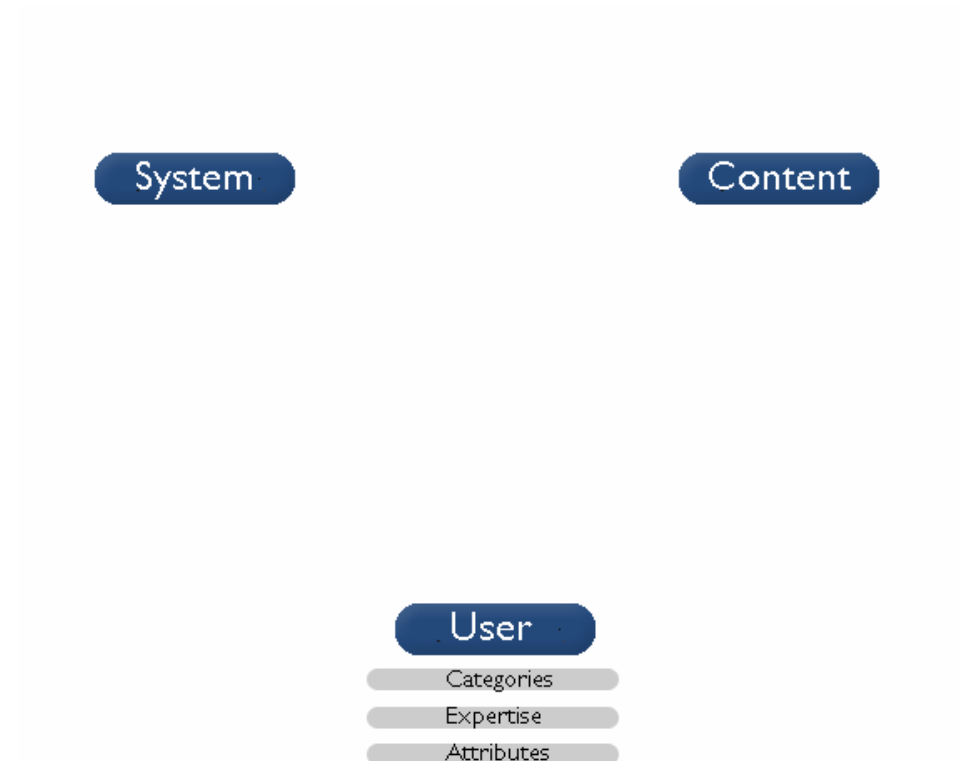 System
Content
User
Categories
Expertise
Attributes